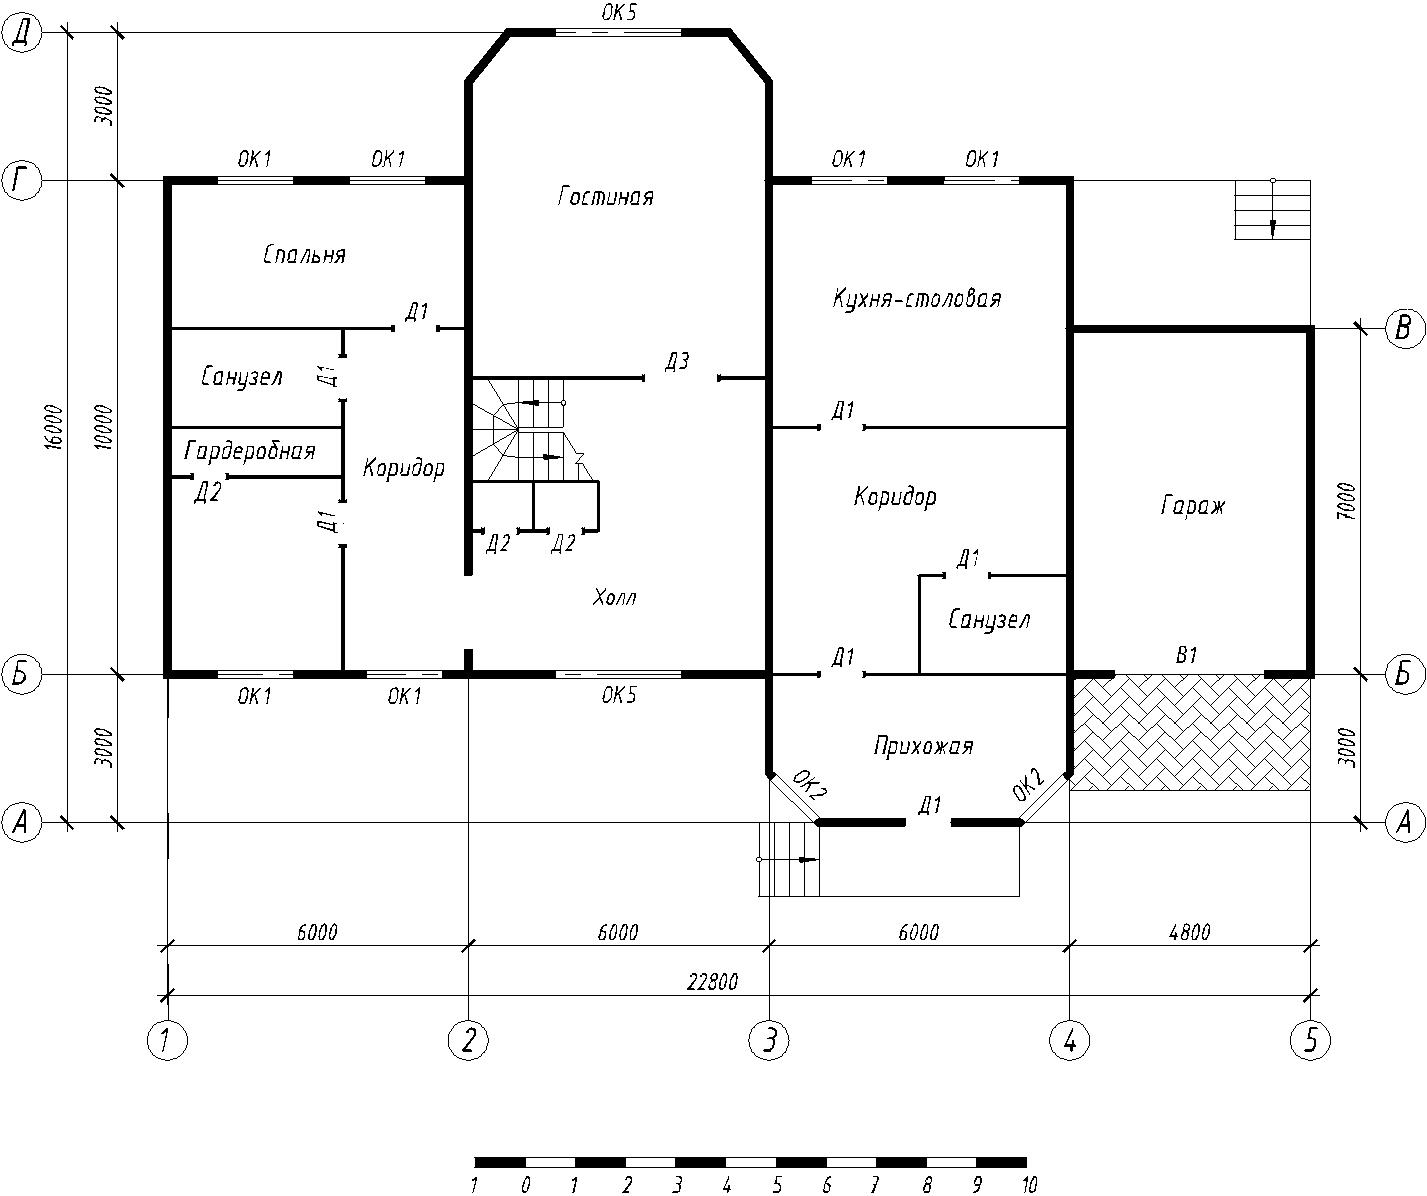 ОК5
Д
3000
ОК1
ОК1
ОК1
ОК1
Г
Гостиная
Спальня
Кухня-столовая
Д1
В
Санузел
Д1
Д3
16000
10000
Д1
Гардеробная
Коридор
Коридор
Гараж
7000
Д2
Д1
Д2
Д2
Д1
Холл
Санузел
Б
Д1
В1
Б
ОК1
ОК1
ОК5
3000
Прихожая
3000
ОК2
ОК2
Д1
А
А
6000
6000
6000
4800
22800
1
2
3
4
5
1 0 1 2 3 4 5 6 7 8 9 10